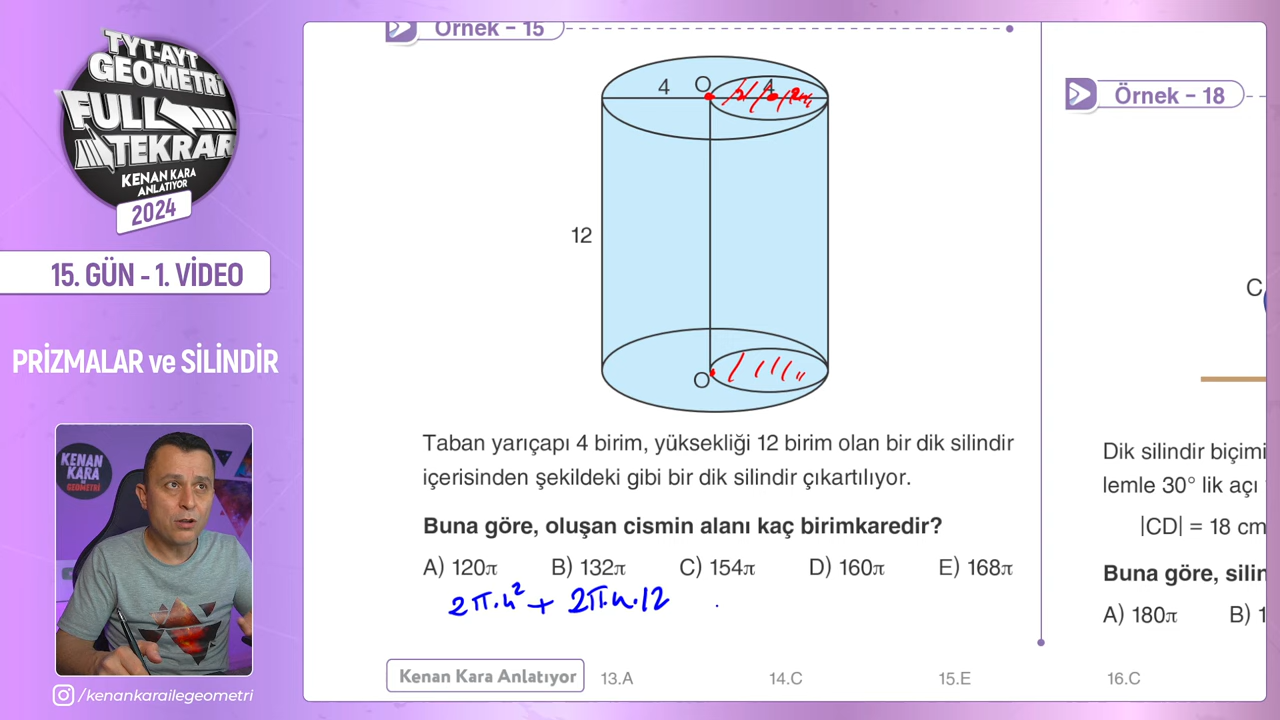 TYT-AYT
GEOMETRİ
FULL
TEKRAR
KENAN KARA
ANLATIYOR
2024
15. GÜN - 1. VİDEO
PRİZMALAR ve SİLİNDİR
KENAN
KARA
GEOMETRİ
/kenankarailegeometri
Örnek – 15
4 O 4
12
O
Taban yarıçapı 4 birim, yüksekliği 12 birim olan bir dik silindir
içerisinden şekildeki gibi bir dik silindir çıkartılıyor.
Buna göre, oluşan cismin alanı kaç birimkaredir?
A) 120π B) 132π C) 154π D) 160π E) 168π
2π.4² + 2π.4.12
Kenan Kara Anlatıyor 13.A 14.C 15.E 16.C
Örnek – 18
C
Dik silindir biçimi
lemle 30° lik açı
|CD| = 18 cm
Buna göre, silin
A) 180π B) 1